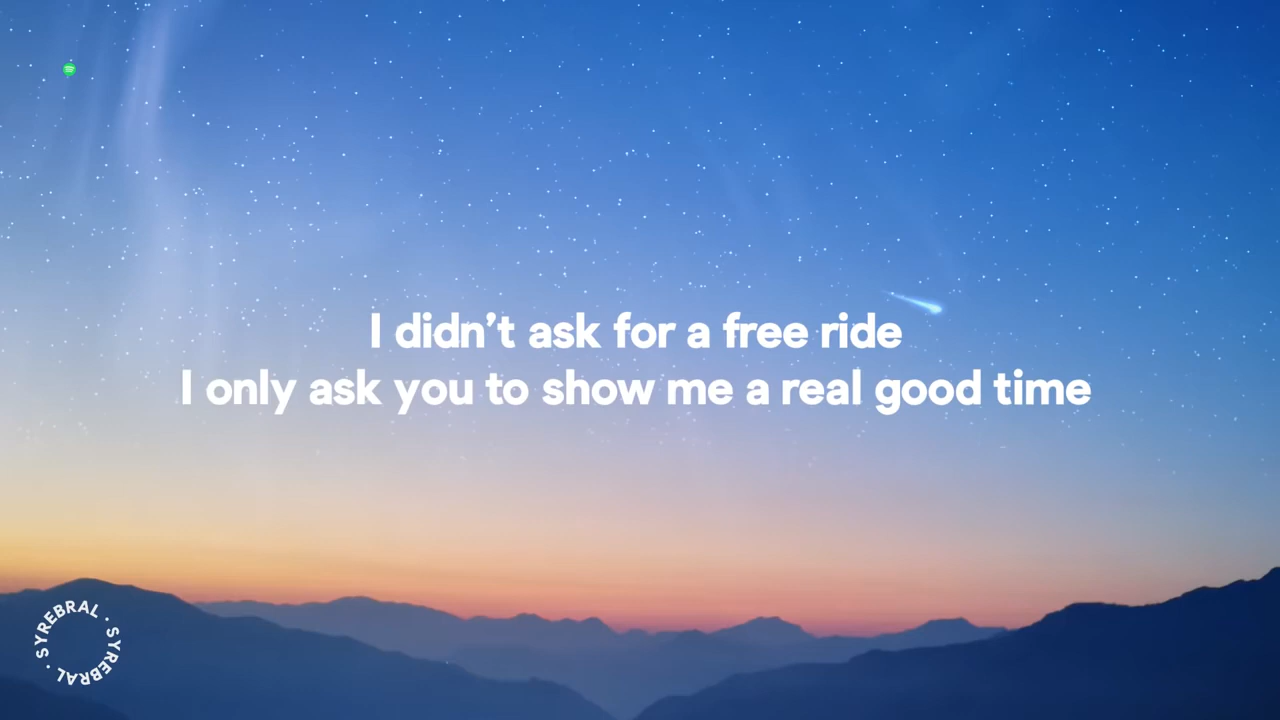 I didn’t ask for a free ride
I only ask you to show me a real good time
SYREBRAL · SYREBRAL ·